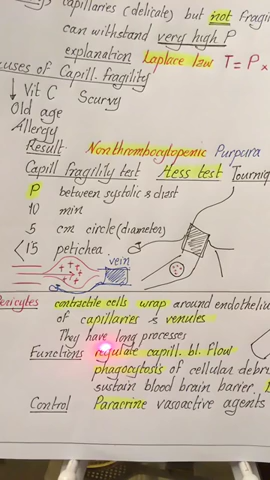 capillaries (delicate) but not fragi
can withstand very high P
explanation Laplace law T = P x
uses of Capill. fragility
↓ Vit C Scurvy
Old age
Allergy
Result Nonthrombocytopenic Purpura
Capill fragility test Hess test Tourniq
P between systolic & diast
10 min
5 cm circle (diameter)
<15 petichea
vein
Pericytes contractile cells wrap around endotheliu
of capillaries & venules
They have long processes
Functions regulate capill. bl. flow
phagocytosis of cellular debri
sustain blood brain barrier
Control Paracrine vasoactive agents